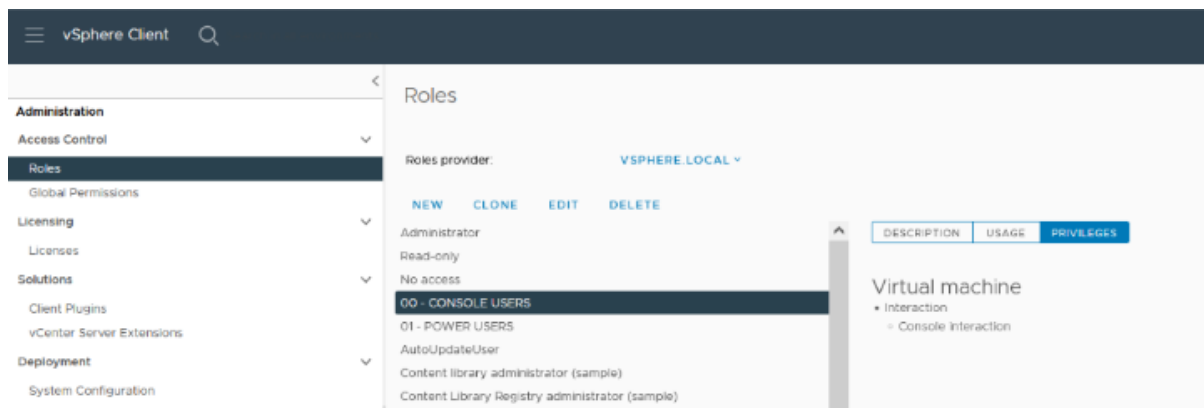 vSphere Client
Administration
Access Control
Roles
Global Permissions
Licensing
Licenses
Solutions
Client Plugins
vCenter Server Extensions
Deployment
System Configuration
Roles
Roles provider: VSPHERE.LOCAL
NEW CLONE EDIT DELETE
Administrator
Read-only
No access
00 - CONSOLE USERS
01 - POWER USERS
AutoUpdateUser
Content library administrator (sample)
Content Library Registry administrator (sample)
DESCRIPTION USAGE PRIVILEGES
Virtual machine
• Interaction
Console interaction